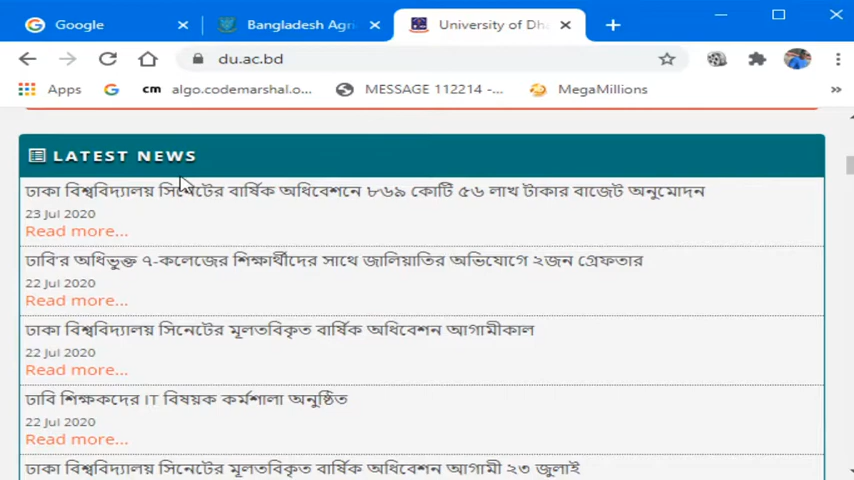 Google
Bangladesh Agri
University of Dha
du.ac.bd
Apps
cm algo.codemarshal.o...
MESSAGE 112214 -...
MegaMillions
LATEST NEWS
ঢাকা বিশ্ববিদ্যালয় সিনেটের বার্ষিক অধিবেশনে ৮৬৯ কোটি ৫৬ লাখ টাকার বাজেট অনুমোদন
23 Jul 2020
Read more...
ঢাবি'র অধিভুক্ত ৭-কলেজের শিক্ষার্থীদের সাথে জালিয়াতির অভিযোগে ২জন গ্রেফতার
22 Jul 2020
Read more...
ঢাকা বিশ্ববিদ্যালয় সিনেটের মূলতবিকৃত বার্ষিক অধিবেশন আগামীকাল
22 Jul 2020
Read more...
ঢাবি শিক্ষকদের IT বিষয়ক কর্মশালা অনুষ্ঠিত
22 Jul 2020
Read more...
ঢাকা বিশ্ববিদ্যালয় সিনেটের মূলতবিকৃত বার্ষিক অধিবেশন আগামী ২৩ জুলাই